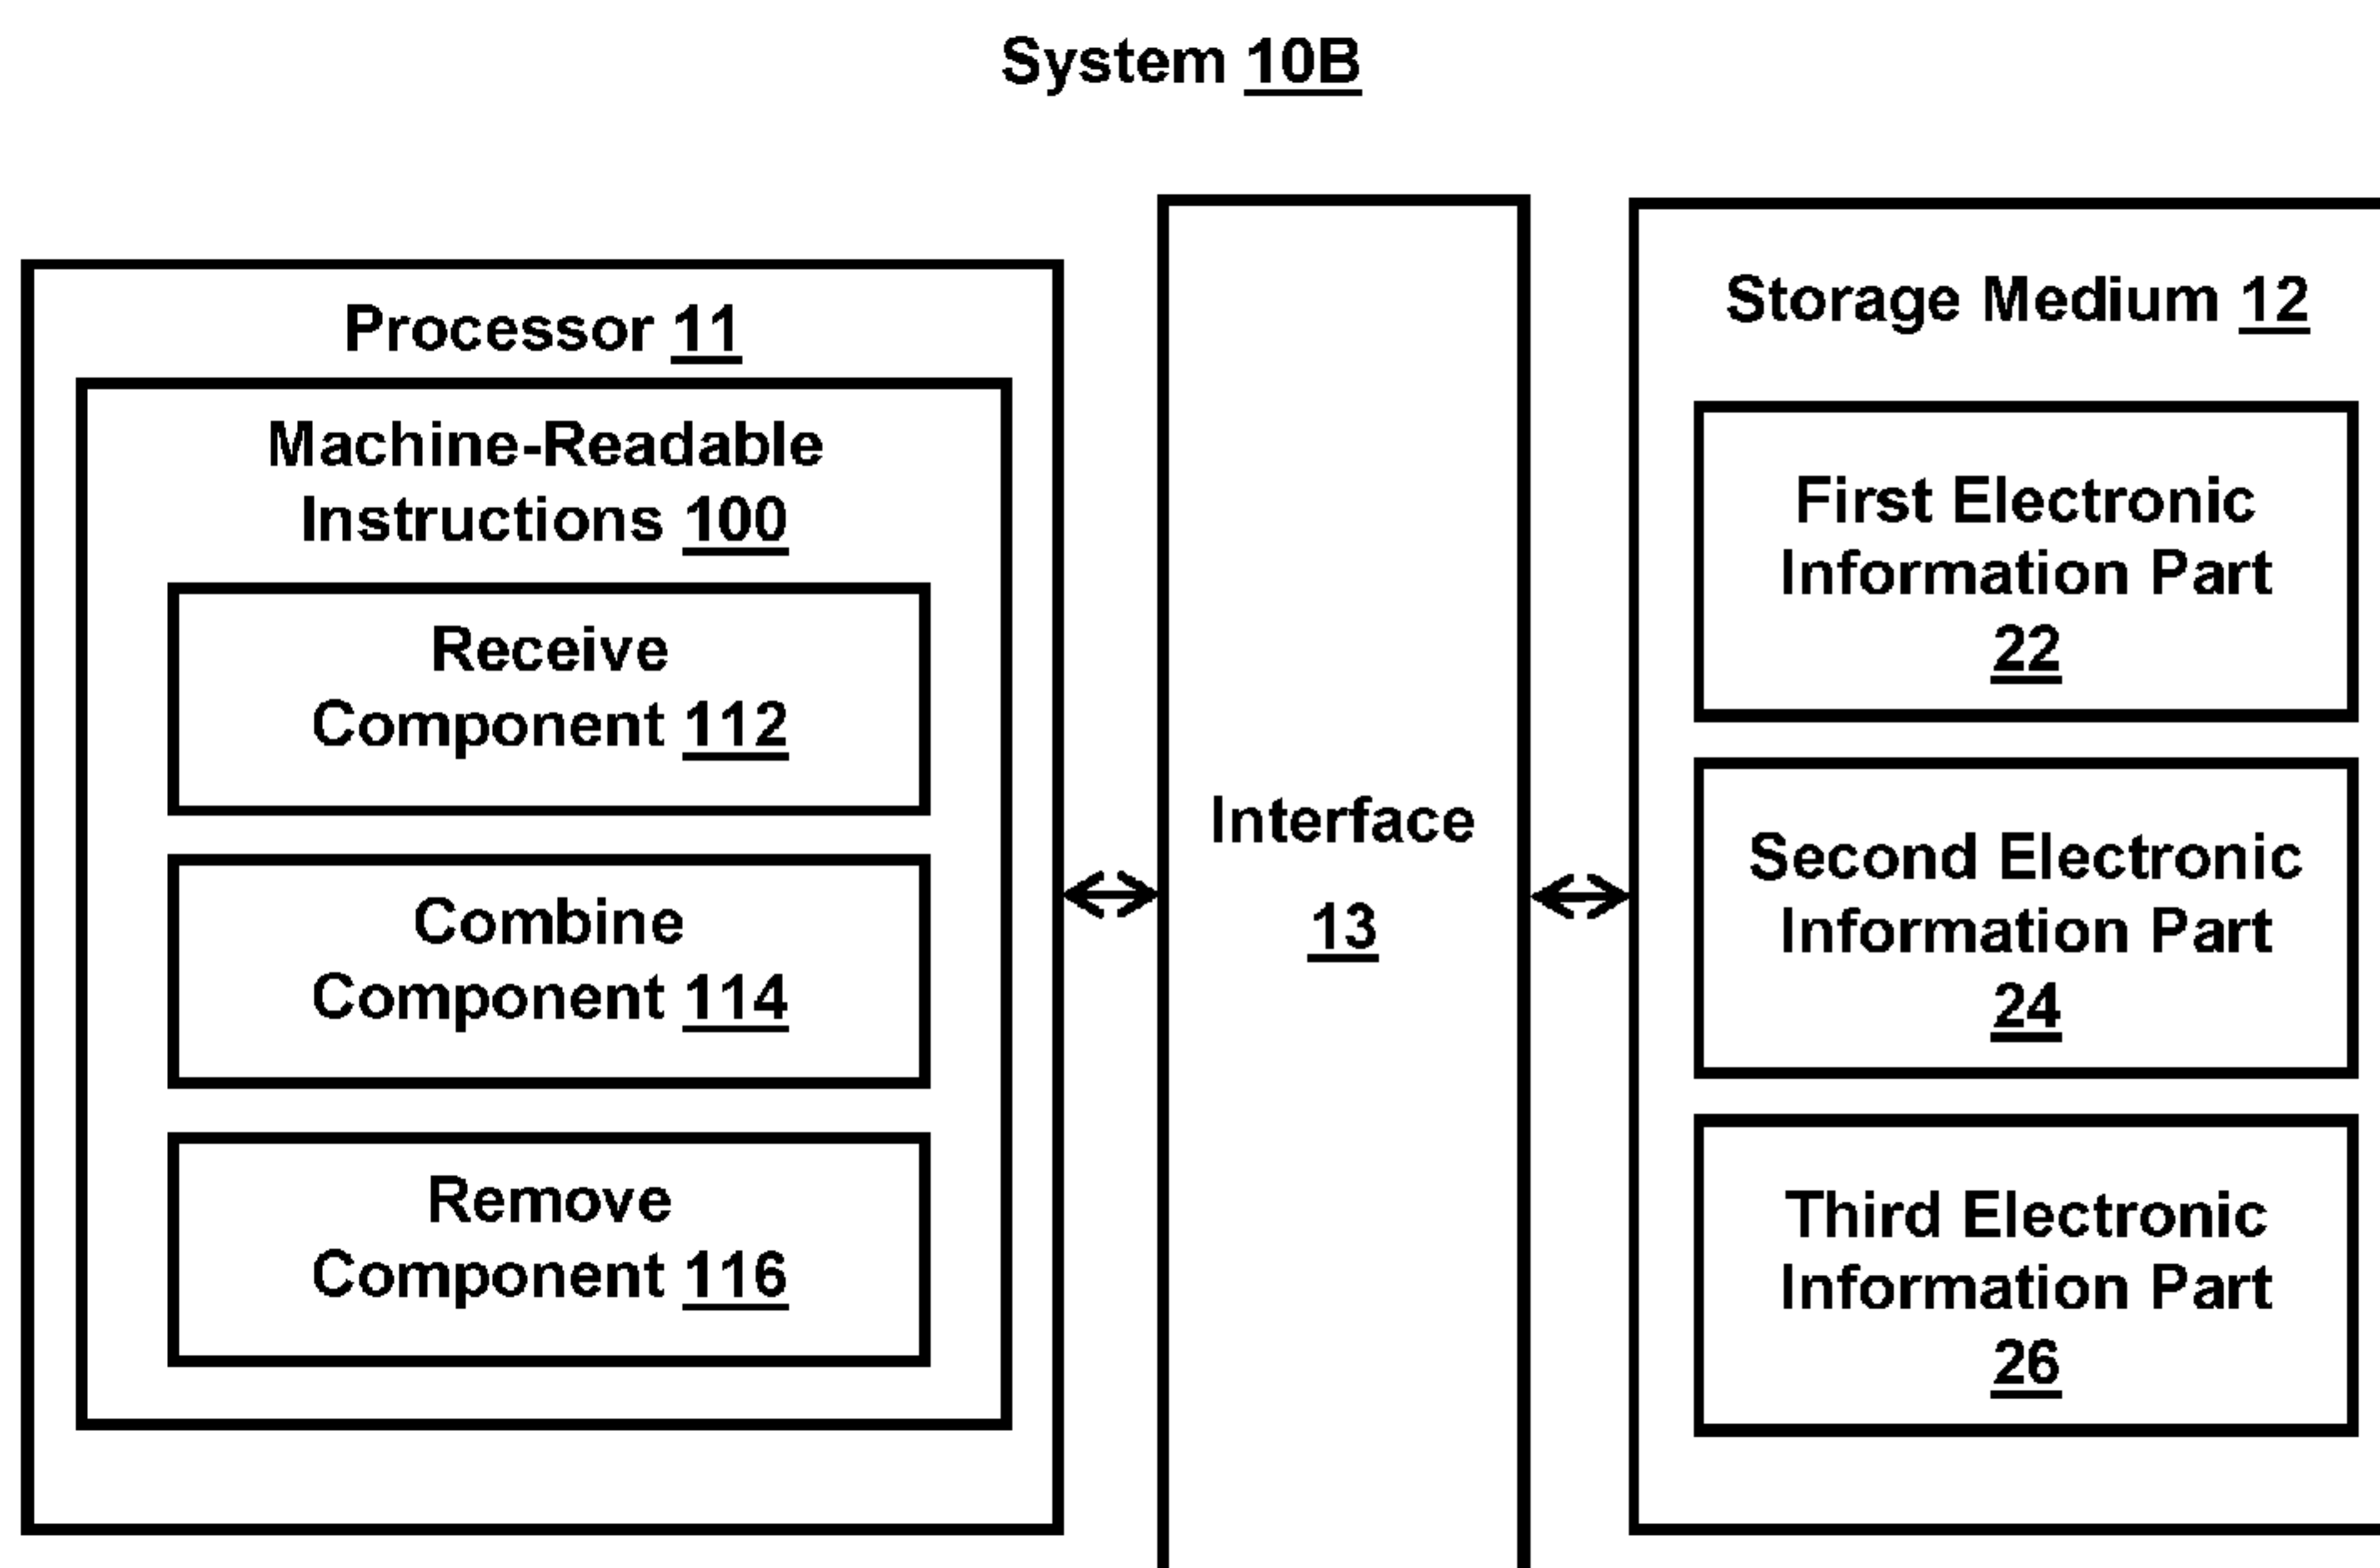 System 10B
Processor 11
Machine-Readable
Instructions 100
Receive
Component 112
Combine
Component 114
Remove
Component 116
Interface
13
Storage Medium 12
First Electronic
Information Part
22
Second Electronic
Information Part
24
Third Electronic
Information Part
26